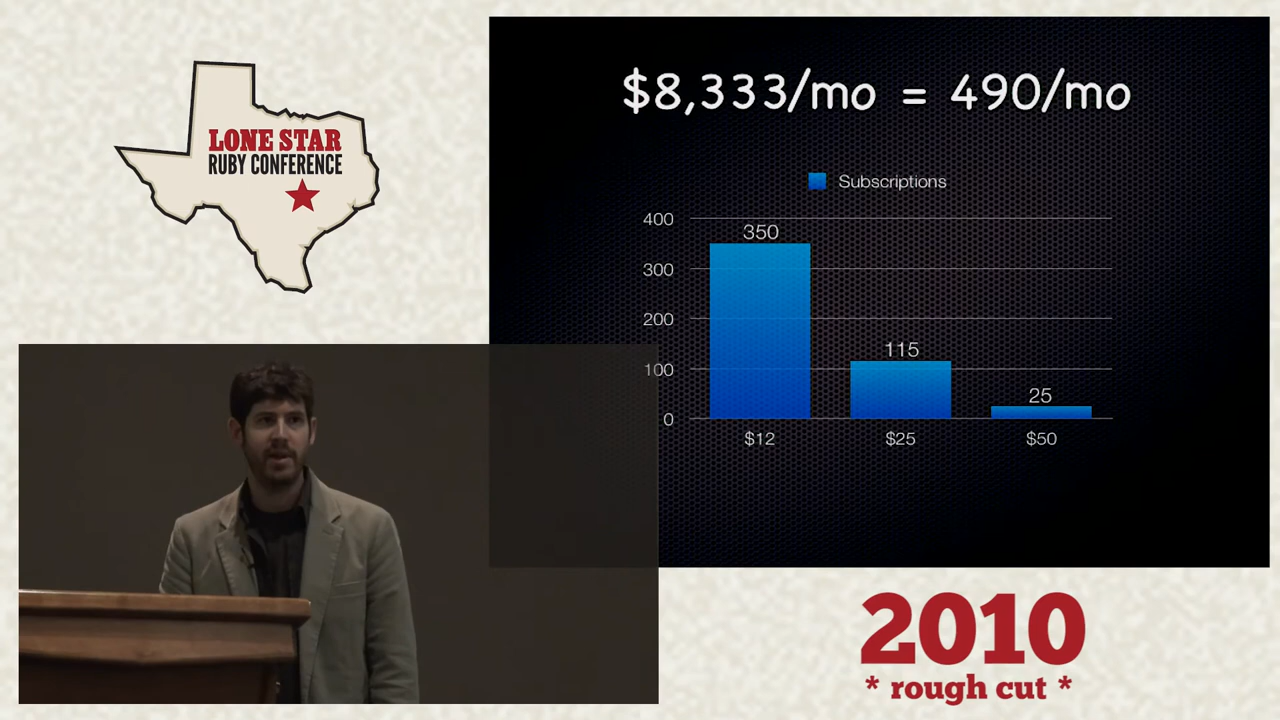 LONE STAR
RUBY CONFERENCE
$8,333/mo = 490/mo
Subscriptions
400
300
200
100
0
350
115
25
$12
$25
$50
2010
* rough cut *